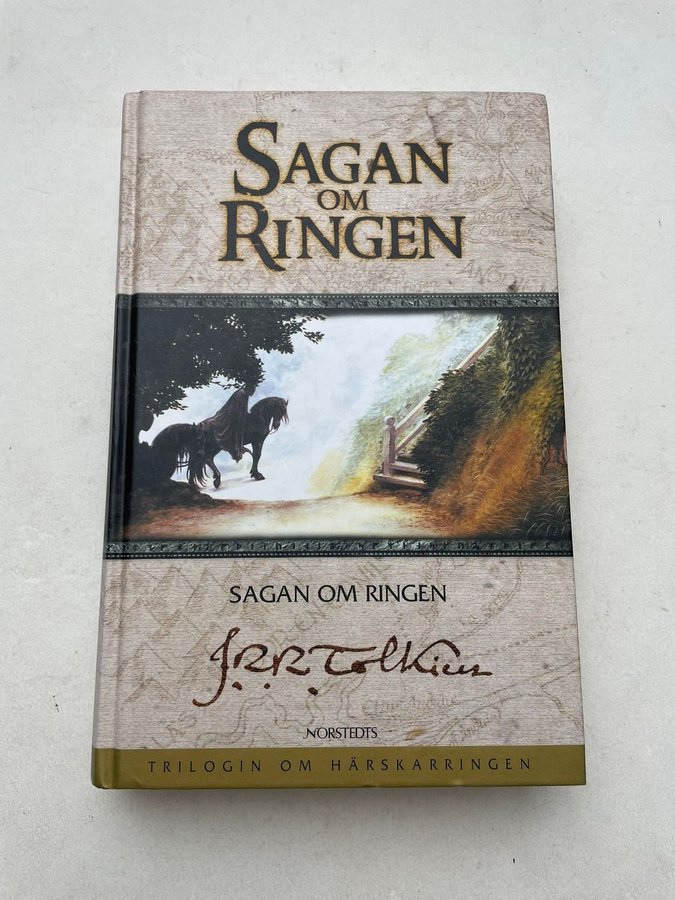 SAGAN
OM
RINGEN
SAGAN OM RINGEN
J.R.R. Tolkien
NORSTEDTS
TRILOGIN OM HÄRSKARRINGEN